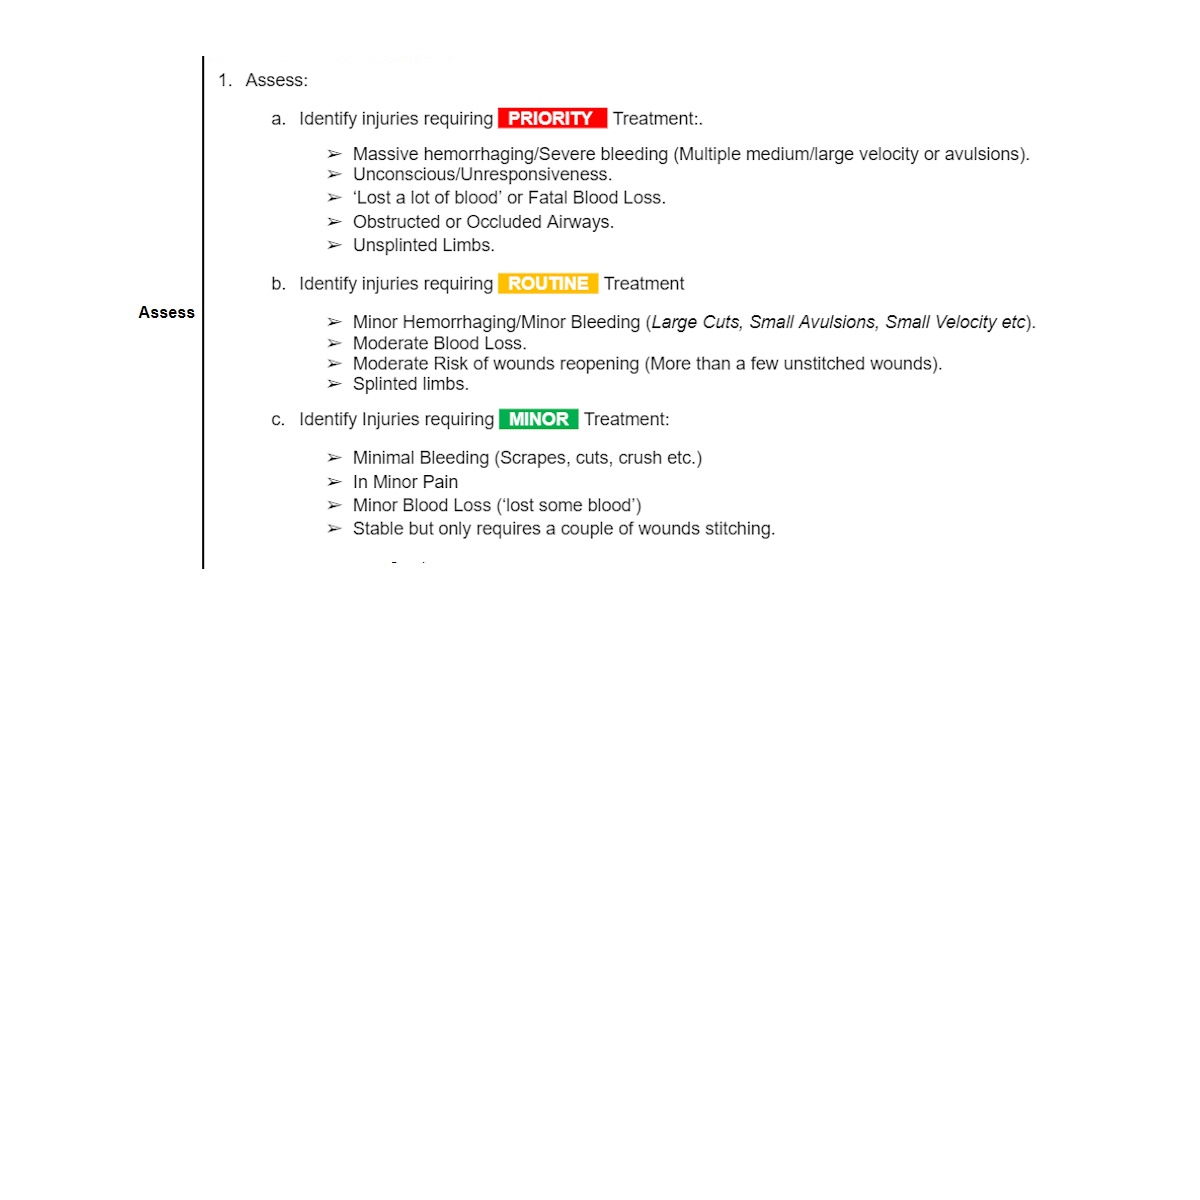 1. Assess:
a. Identify injuries requiring PRIORITY Treatment:.
➢ Massive hemorrhaging/Severe bleeding (Multiple medium/large velocity or avulsions).
➢ Unconscious/Unresponsiveness.
➢ ‘Lost a lot of blood’ or Fatal Blood Loss.
➢ Obstructed or Occluded Airways.
➢ Unsplinted Limbs.
b. Identify injuries requiring ROUTINE Treatment
Assess
➢ Minor Hemorrhaging/Minor Bleeding (Large Cuts, Small Avulsions, Small Velocity etc).
➢ Moderate Blood Loss.
➢ Moderate Risk of wounds reopening (More than a few unstitched wounds).
➢ Splinted limbs.
c. Identify Injuries requiring MINOR Treatment:
➢ Minimal Bleeding (Scrapes, cuts, crush etc.)
➢ In Minor Pain
➢ Minor Blood Loss (‘lost some blood’)
➢ Stable but only requires a couple of wounds stitching.